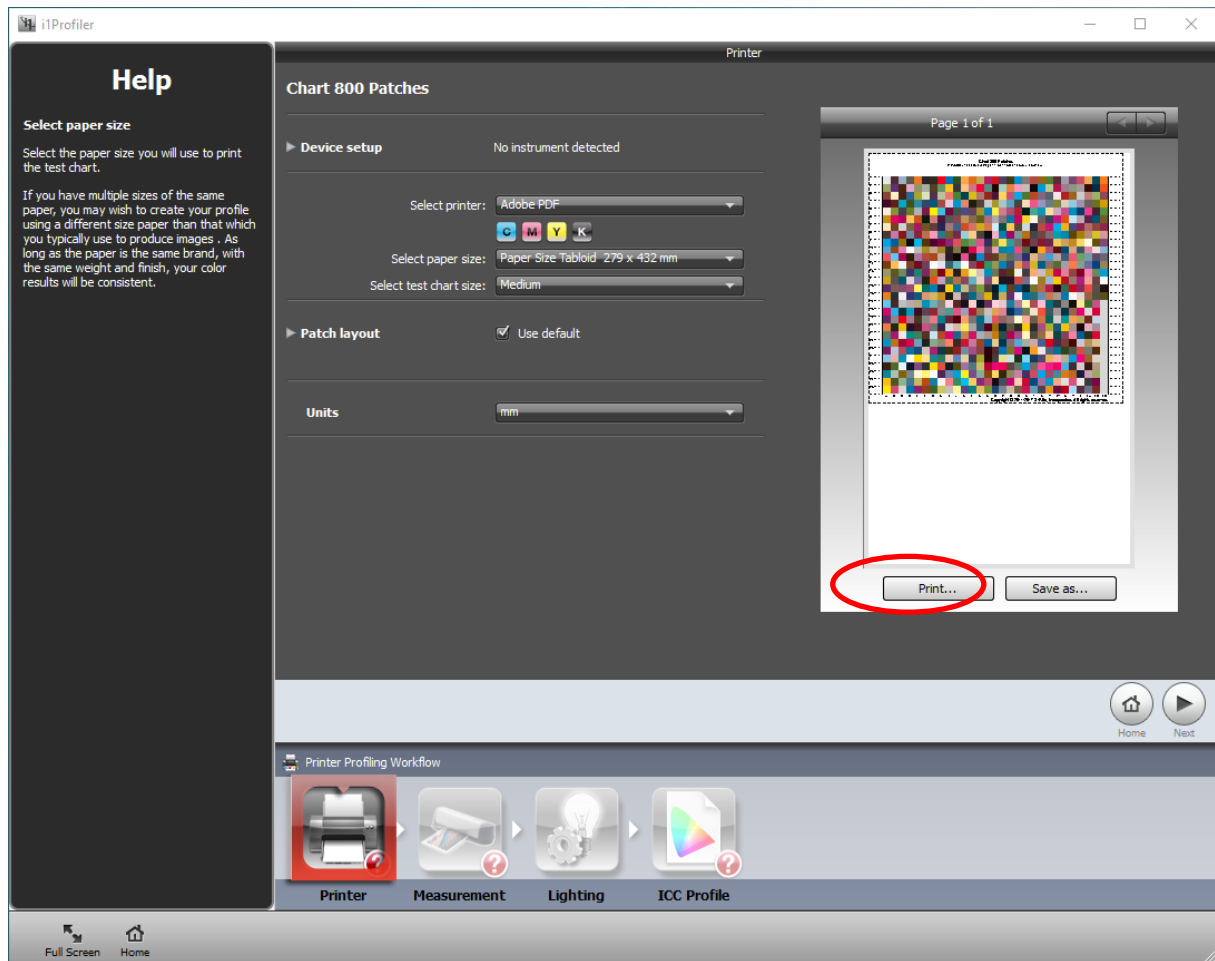 i1Profiler
Help
Select paper size
Select the paper size you will use to print
the test chart.
If you have multiple sizes of the same
paper, you may wish to create your profile
using a different size paper than that which
you typically use to produce images . As
long as the paper is the same brand, with
the same weight and finish, your color
results will be consistent.
Printer
Chart 800 Patches
Device setup No instrument detected
Select printer: Adobe PDF
C M Y K
Select paper size: Paper Size Tabloid 279 x 432 mm
Select test chart size: Medium
Patch layout Use default
Units mm
Page 1 of 1
Chart 800 Patches
Print... Save as...
Home Next
Printer Profiling Workflow
Printer Measurement Lighting ICC Profile
Full Screen Home